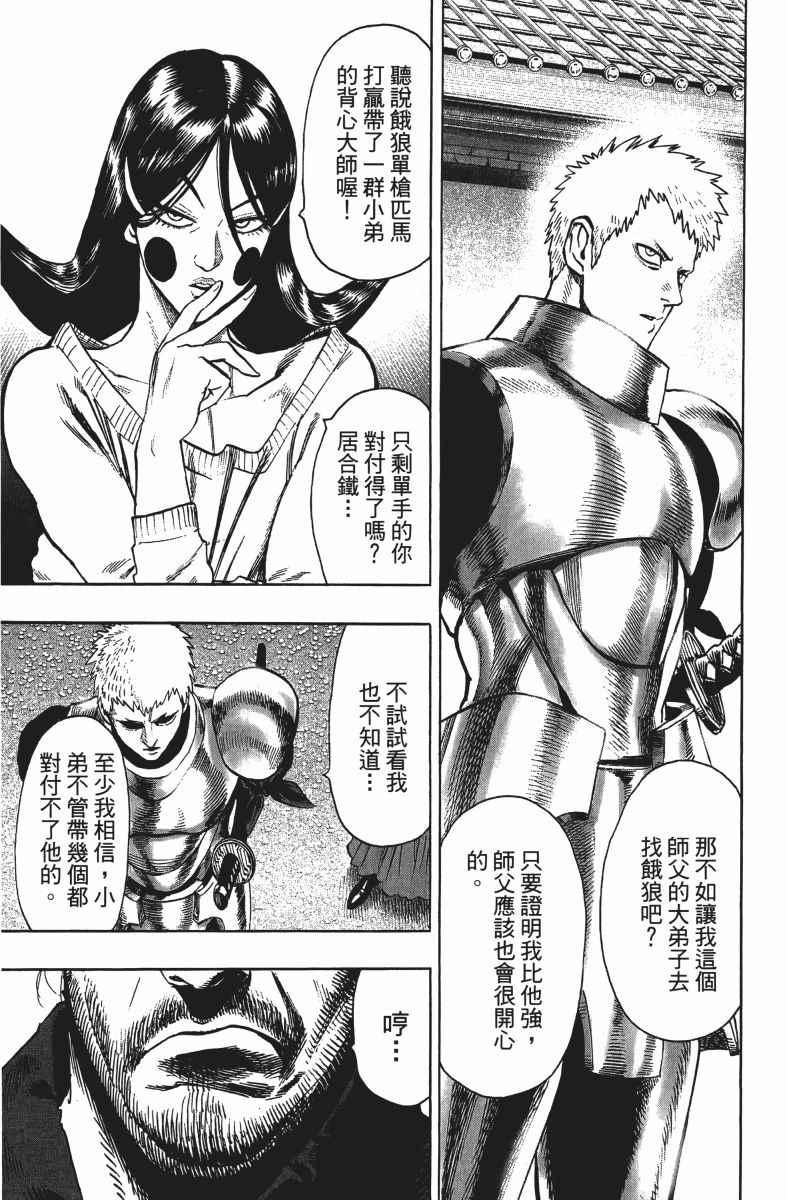 那不如讓我這個
師父的大弟子去
找餓狼吧？
只要證明我比他強，
師父應該也會很開心
的。
聽說餓狼單槍匹馬
打贏帶了一群小弟
的背心大師喔！
只剩單手的你
對付得了嗎？
居合鐵…
不試試看我
也不知道…
至少我相信，小
弟不管帶幾個都
對付不了他的。
哼…